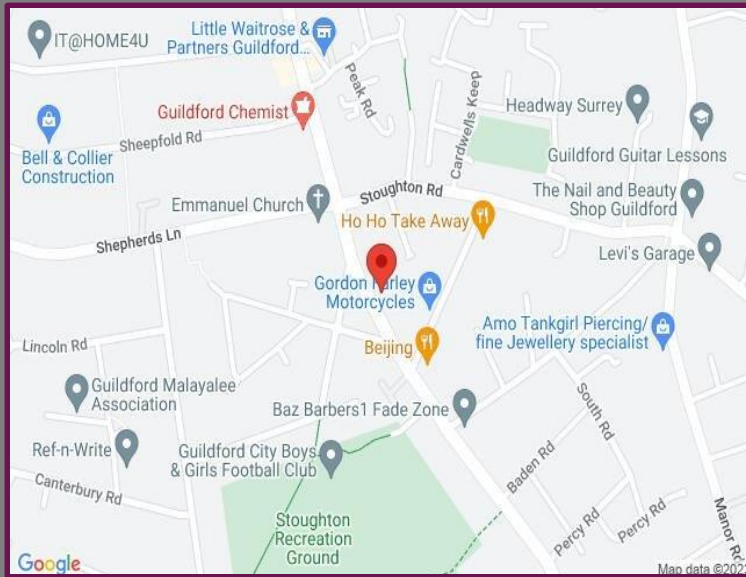 IT@HOME4U
Little Waitrose &
Partners Guildford...
Peak Rd
Cardwells Keep
Guildford Chemist
Headway Surrey
Sheepfold Rd
Bell & Collier
Construction
Guildford Guitar Lessons
Stoughton Rd
Emmanuel Church
The Nail and Beauty
Shop Guildford
Ho Ho Take Away
Shepherds Ln
Levi's Garage
Gordon Farley
Motorcycles
Amo Tankgirl Piercing/
fine Jewellery specialist
Lincoln Rd
Beijing
Guildford Malayalee
Association
Baz Barbers1 Fade Zone
South Rd
Ref-n-Write
Guildford City Boys
& Girls Football Club
Baden Rd
Canterbury Rd
Percy Rd
Percy Rd
Manor Rd
Stoughton
Recreation
Ground
Google
Map data ©2022